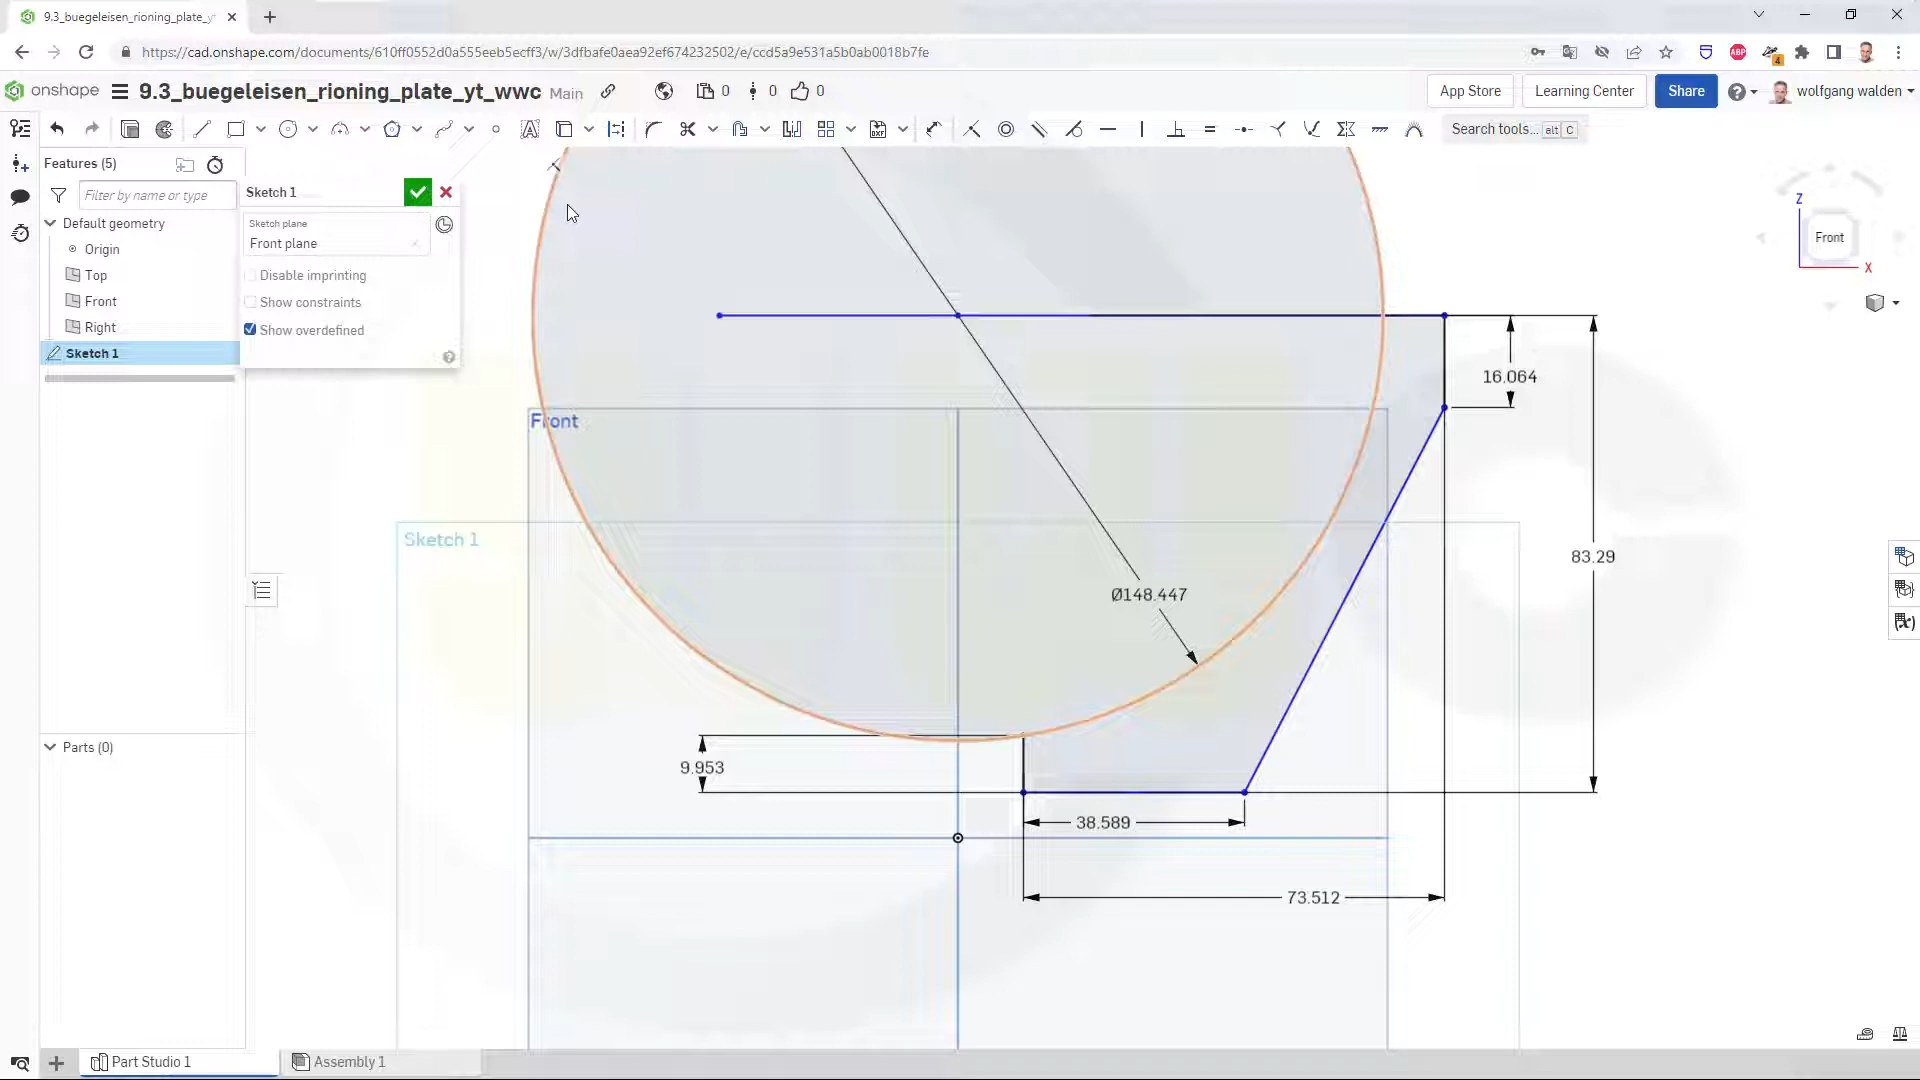 9.3_buegeleisen_rioning_plate_yt
https://cad.onshape.com/documents/610ff0552d0a555eeb5ecff3/w/3dfbafe0aea92ef674232502/e/ccd5a9e531a5b0ab0018b7fe
ABP
4
onshape
9.3_buegeleisen_rioning_plate_yt_wwc Main
0
0
0
App Store
Learning Center
Share
wolfgang walden
DXF
Search tools... alt C
Features (5)
Filter by name or type
Default geometry
Origin
Top
Front
Right
Sketch 1
Sketch 1
Sketch plane
Front plane
Disable imprinting
Show constraints
Show overdefined
Z
Front
X
16.064
Front
Sketch 1
83.29
Ø148.447
9.953
38.589
73.512
Parts (0)
Part Studio 1
Assembly 1